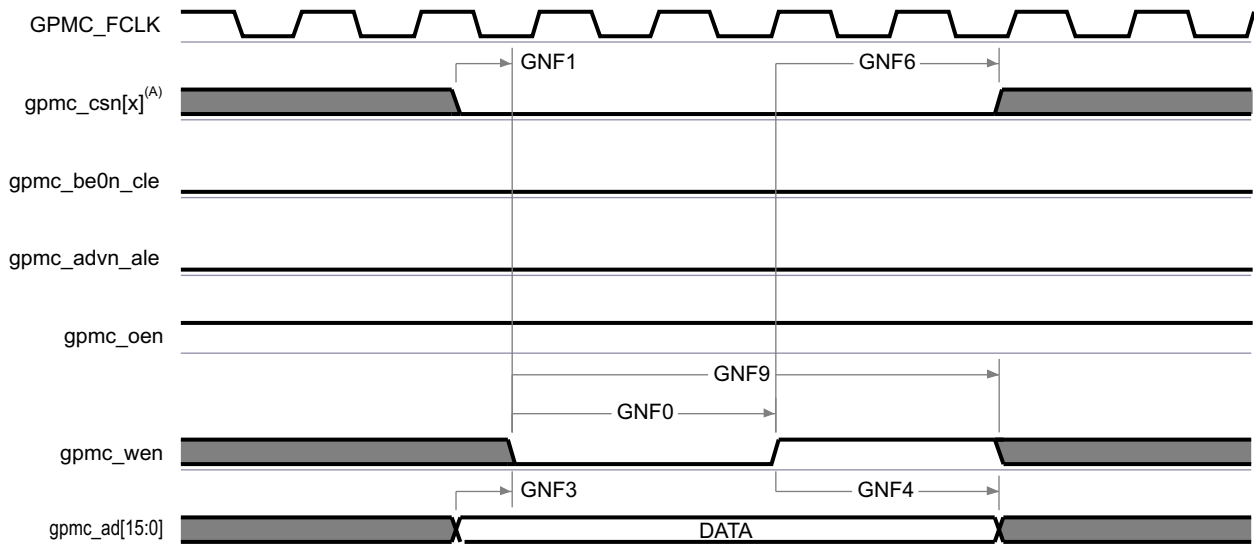 GPMC_FCLK
GNF1
GNF6
gpmc_csn[x](A)
gpmc_be0n_cle
gpmc_advn_ale
gpmc_oen
GNF9
GNF0
gpmc_wen
GNF3
GNF4
gpmc_ad[15:0]
DATA